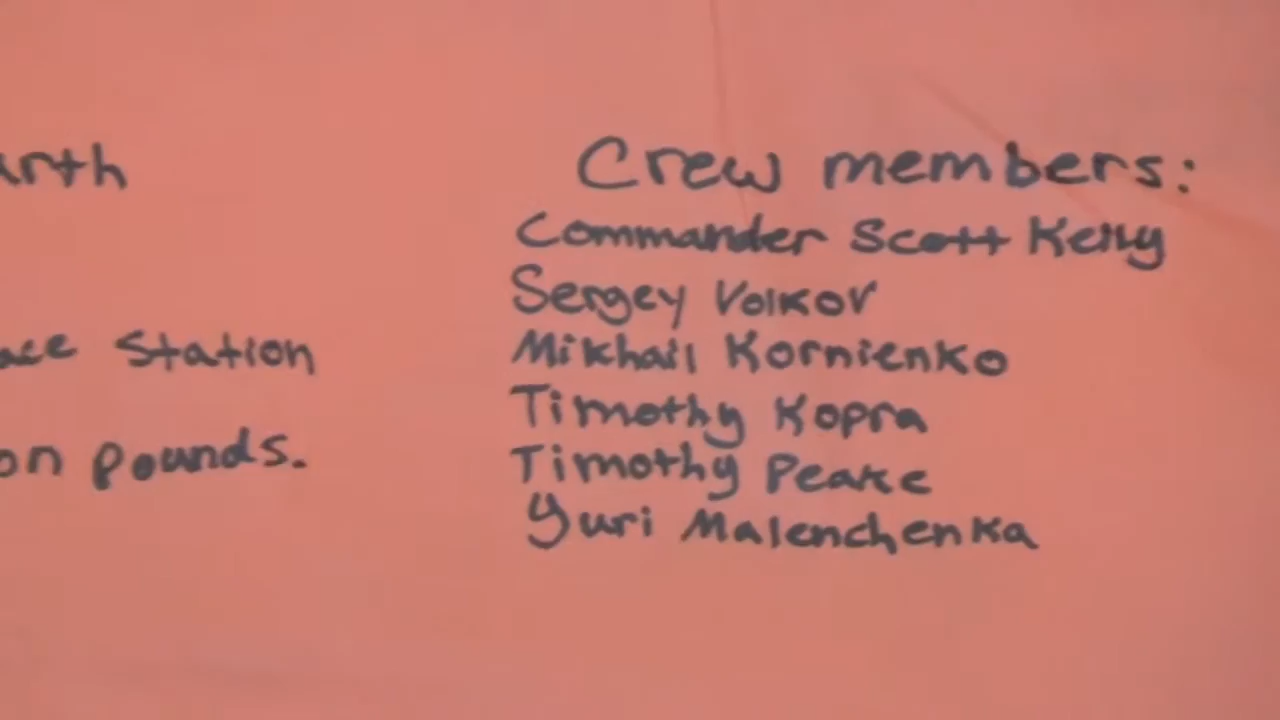 arth
ace Station
on pounds.
Crew members:
Commander Scott Kelly
Sergey Volkov
Mikhail Kornienko
Timothy Kopra
Timothy Peake
Yuri Malenchenka